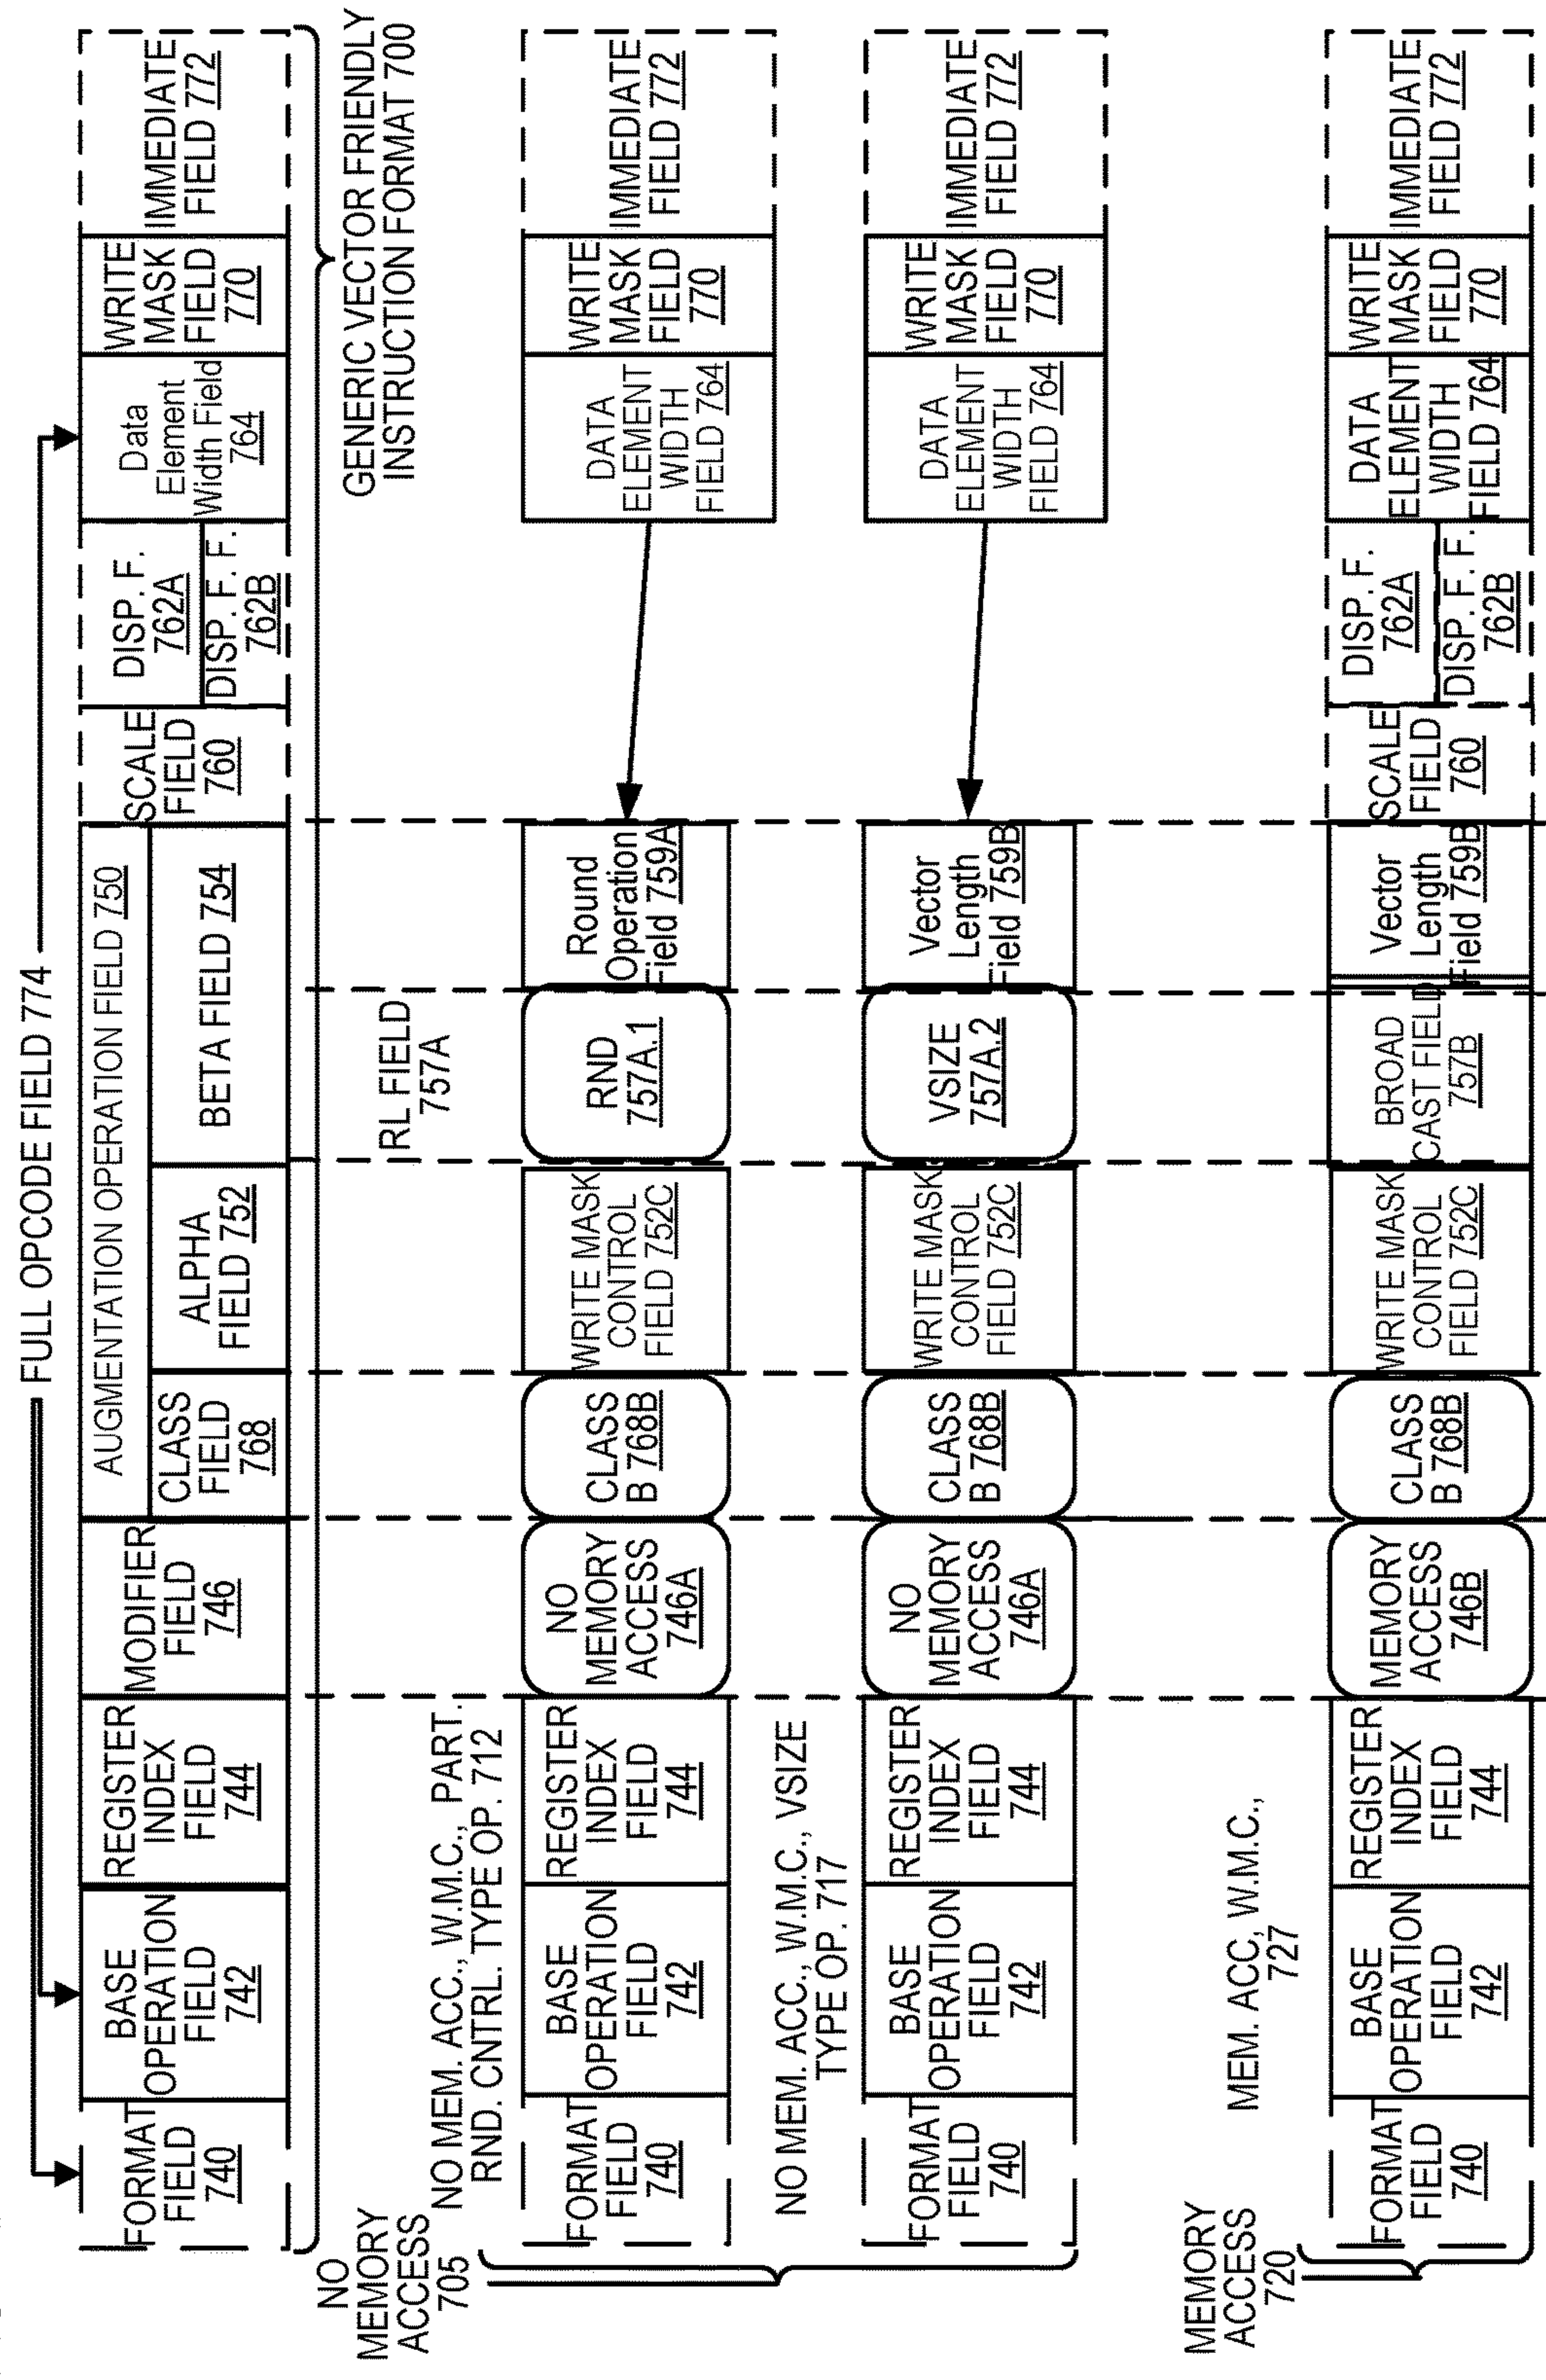 FULL OPCODE FIELD 774
FORMAT
FIELD
740
BASE
OPERATION
FIELD
742
REGISTER
INDEX
FIELD
744
MODIFIER
FIELD
746
AUGMENTATION OPERATION FIELD 750
CLASS
FIELD
768
ALPHA
FIELD 752
BETA FIELD 754
SCALE
FIELD
760
DISP. F.
762A
DISP. F. F.
762B
Data
Element
Width Field
764
WRITE
MASK
FIELD
770
IMMEDIATE
FIELD 772
GENERIC VECTOR FRIENDLY
INSTRUCTION FORMAT 700
NO
MEMORY
ACCESS
705
NO MEM. ACC., W.M.C., PART.
RND. CNTRL. TYPE OP. 712
RL FIELD
757A
FORMAT
FIELD
740
BASE
OPERATION
FIELD
742
REGISTER
INDEX
FIELD
744
NO
MEMORY
ACCESS
746A
CLASS
B 768B
WRITE MASK
CONTROL
FIELD 752C
RND
757A.1
Round
Operation
Field 759A
DATA
ELEMENT
WIDTH
FIELD 764
WRITE
MASK
FIELD
770
IMMEDIATE
FIELD 772
NO MEM. ACC., W.M.C., VSIZE
TYPE OP. 717
FORMAT
FIELD
740
BASE
OPERATION
FIELD
742
REGISTER
INDEX
FIELD
744
NO
MEMORY
ACCESS
746A
CLASS
B 768B
WRITE MASK
CONTROL
FIELD 752C
VSIZE
757A.2
Vector
Length
Field 759B
DATA
ELEMENT
WIDTH
FIELD 764
WRITE
MASK
FIELD
770
IMMEDIATE
FIELD 772
MEMORY
ACCESS
720
MEM. ACC, W.M.C.,
727
FORMAT
FIELD
740
BASE
OPERATION
FIELD
742
REGISTER
INDEX
FIELD
744
MEMORY
ACCESS
746B
CLASS
B 768B
WRITE MASK
CONTROL
FIELD 752C
BROAD
CAST FIELD
757B
Vector
Length
Field 759B
SCALE
FIELD
760
DISP. F.
762A
DISP. F. F.
762B
DATA
ELEMENT
WIDTH
FIELD 764
WRITE
MASK
FIELD
770
IMMEDIATE
FIELD 772